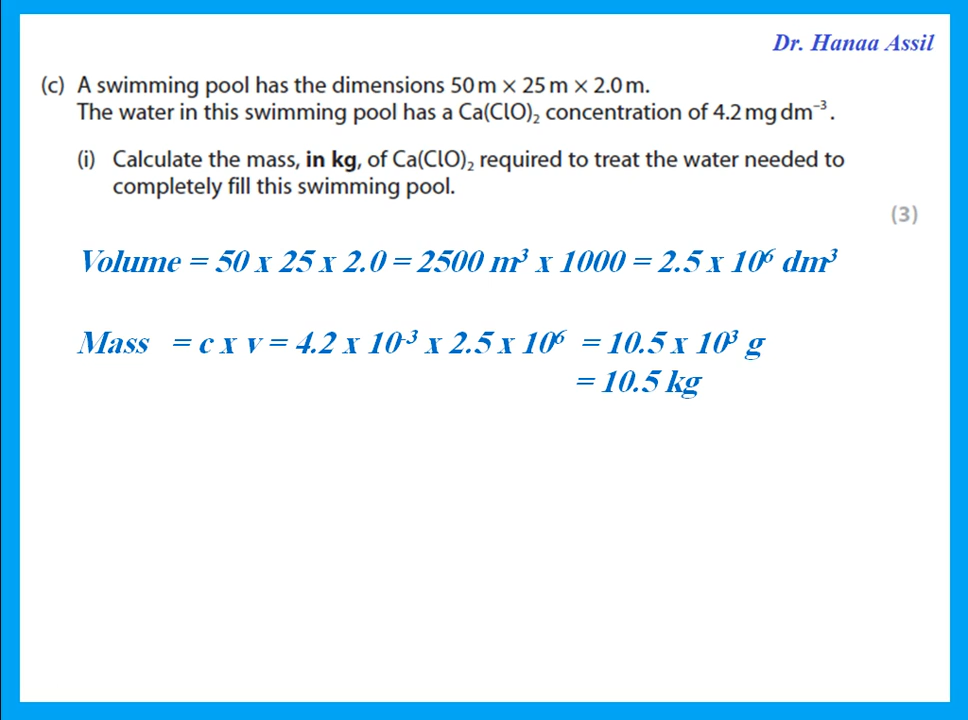 Dr. Hanaa Assil
(c) A swimming pool has the dimensions 50 m × 25 m × 2.0 m.
The water in this swimming pool has a Ca(ClO)₂ concentration of 4.2 mg dm⁻³.
(i) Calculate the mass, in kg, of Ca(ClO)₂ required to treat the water needed to
completely fill this swimming pool.
(3)
Volume = 50 x 25 x 2.0 = 2500 m³ x 1000 = 2.5 x 10⁶ dm³
Mass = c x v = 4.2 x 10⁻³ x 2.5 x 10⁶ = 10.5 x 10³ g
= 10.5 kg